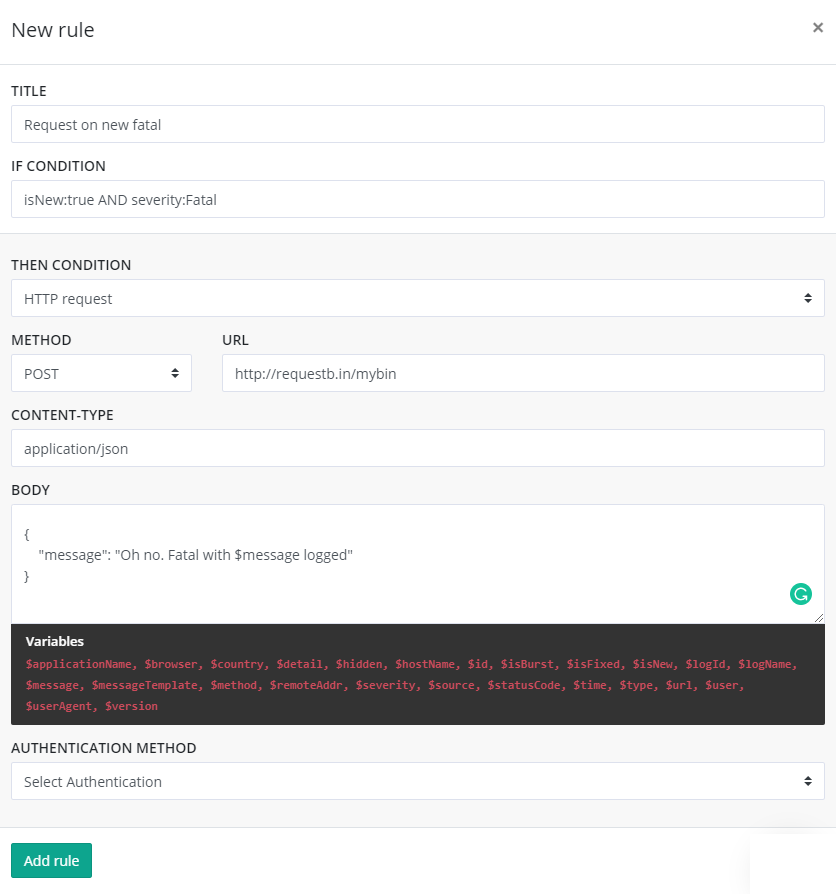 New rule ×
TITLE
Request on new fatal
IF CONDITION
isNew:true AND severity:Fatal
THEN CONDITION
HTTP request
METHOD URL
POST http://requestb.in/mybin
CONTENT-TYPE
application/json
BODY
{
"message": "Oh no. Fatal with $message logged"
}
Variables
$applicationName, $browser, $country, $detail, $hidden, $hostName, $id, $isBurst, $isFixed, $isNew, $logId, $logName,
$message, $messageTemplate, $method, $remoteAddr, $severity, $source, $statusCode, $time, $type, $url, $user,
$userAgent, $version
AUTHENTICATION METHOD
Select Authentication
Add rule